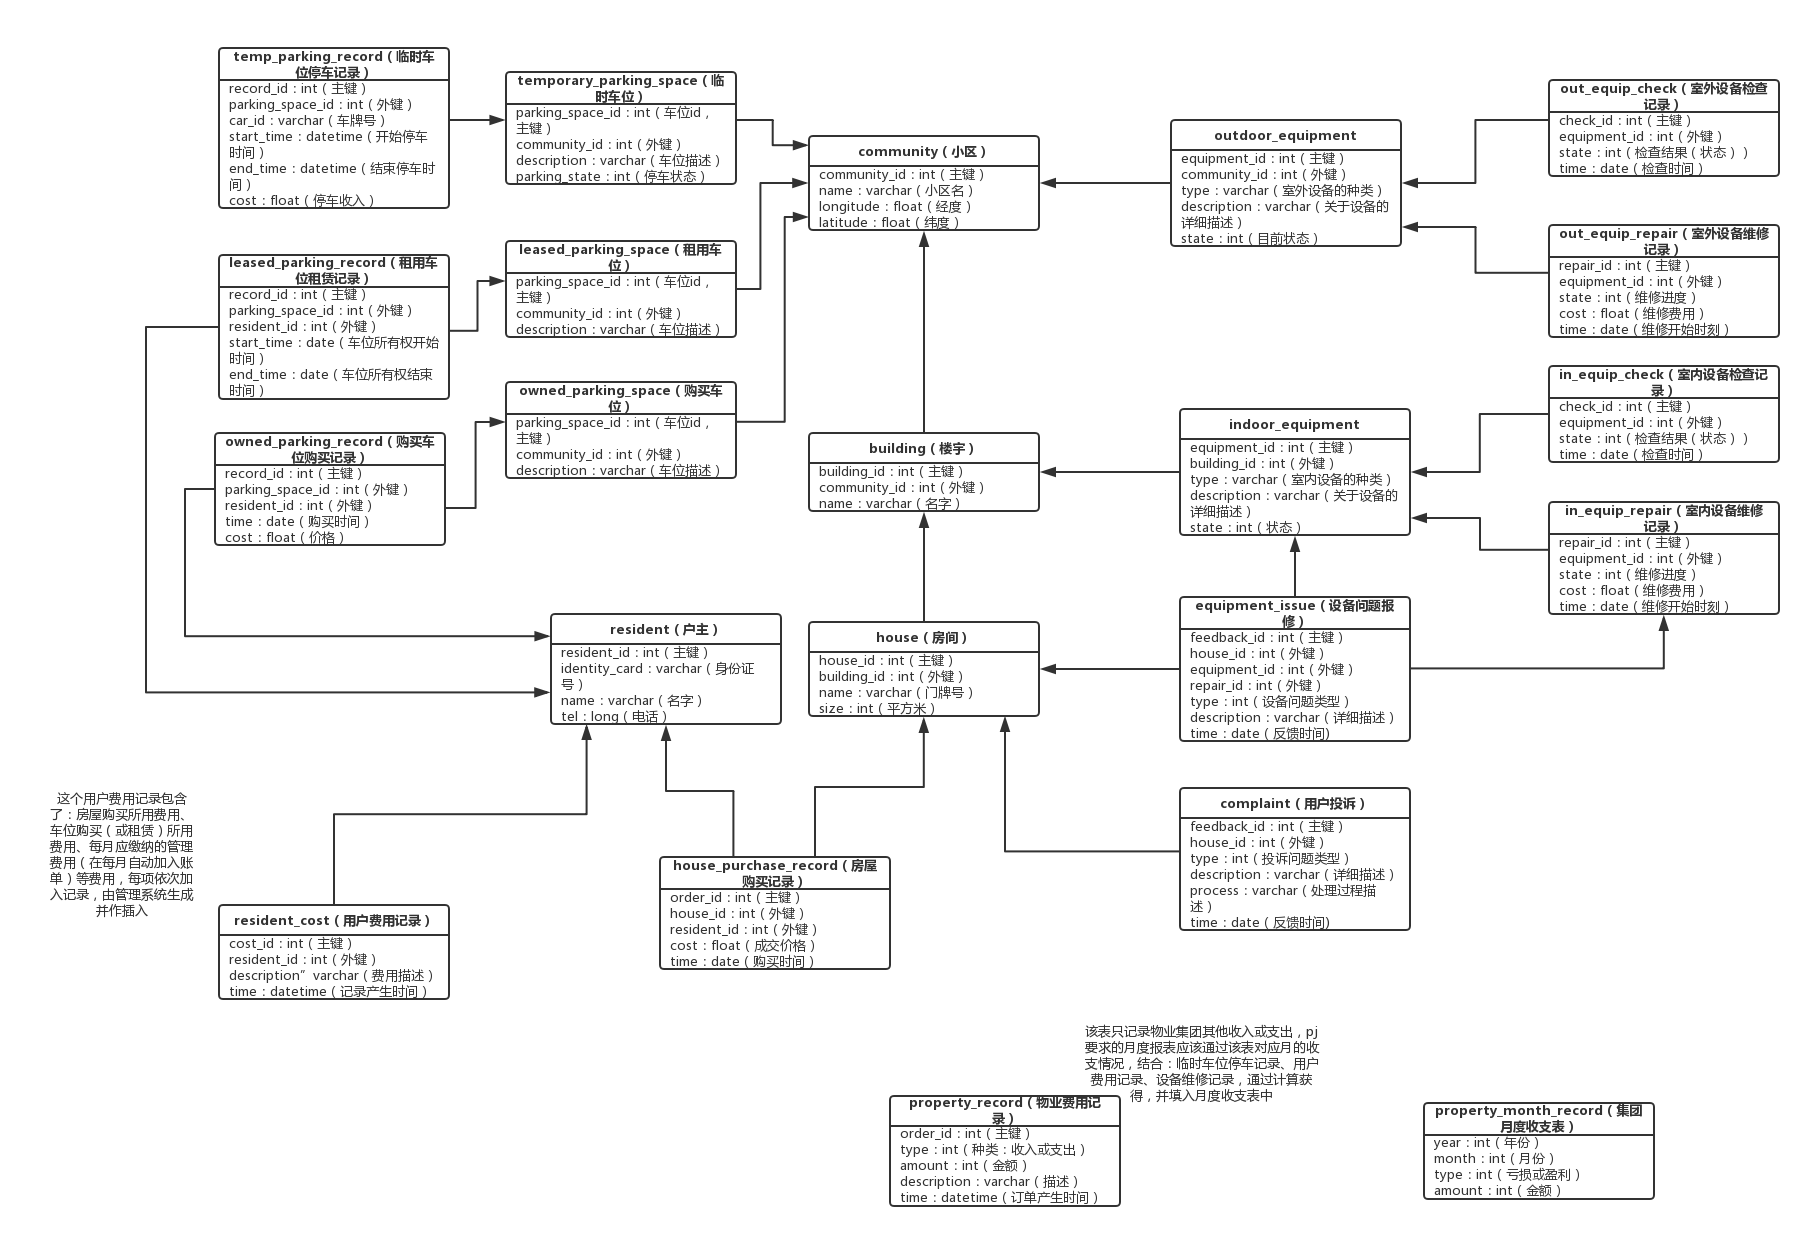 temp_parking_record（临时车
位停车记录）
record_id : int（主键）
parking_space_id : int（外键）
car_id : varchar（车牌号）
start_time : datetime（开始停车
时间）
end_time : datetime（结束停车时
间）
cost : float（停车收入）
temporary_parking_space（临
时车位）
parking_space_id : int（车位id，
主键）
community_id : int（外键）
description : varchar（车位描述）
parking_state : int（停车状态）
community（小区）
community_id : int（主键）
name : varchar（小区名）
longitude : float（经度）
latitude : float（纬度）
outdoor_equipment
equipment_id : int（主键）
community_id : int（外键）
type : varchar（室外设备的种类）
description : varchar（关于设备的
详细描述）
state : int（目前状态）
out_equip_check（室外设备检查
记录）
check_id : int（主键）
equipment_id : int（外键）
state : int（检查结果（状态））
time : date（检查时间）
out_equip_repair（室外设备维修
记录）
repair_id : int（主键）
equipment_id : int（外键）
state : int（维修进度）
cost : float（维修费用）
time : date（维修开始时刻）
leased_parking_record（租用车
位租赁记录）
record_id : int（主键）
parking_space_id : int（外键）
resident_id : int（外键）
start_time : date（车位所有权开始
时间）
end_time : date（车位所有权结束
时间）
leased_parking_space（租用车
位）
parking_space_id : int（车位id，
主键）
community_id : int（外键）
description : varchar（车位描述）
owned_parking_space（购买车
位）
parking_space_id : int（车位id，
主键）
community_id : int（外键）
description : varchar（车位描述）
owned_parking_record（购买车
位购买记录）
record_id : int（主键）
parking_space_id : int（外键）
resident_id : int（外键）
time : date（购买时间）
cost : float（价格）
building（楼宇）
building_id : int（主键）
community_id : int（外键）
name : varchar（名字）
indoor_equipment
equipment_id : int（主键）
building_id : int（外键）
type : varchar（室内设备的种类）
description : varchar（关于设备的
详细描述）
state : int（状态）
in_equip_check（室内设备检查记
录）
check_id : int（主键）
equipment_id : int（外键）
state : int（检查结果（状态））
time : date（检查时间）
in_equip_repair（室内设备维修
记录）
repair_id : int（主键）
equipment_id : int（外键）
state : int（维修进度）
cost : float（维修费用）
time : date（维修开始时刻）
resident（户主）
resident_id : int（主键）
identity_card : varchar（身份证
号）
name : varchar（名字）
tel : long（电话）
house（房间）
house_id : int（主键）
building_id : int（外键）
name : varchar（门牌号）
size : int（平方米）
equipment_issue（设备问题报
修）
feedback_id : int（主键）
house_id : int（外键）
equipment_id : int（外键）
repair_id : int（外键）
type : int（设备问题类型）
description : varchar（详细描述）
time : date（反馈时间)
complaint（用户投诉）
feedback_id : int（主键）
house_id : int（外键）
type : int（投诉问题类型）
description : varchar（详细描述）
process : varchar（处理过程描
述）
time : date（反馈时间)
这个用户费用记录包含
了：房屋购买所用费用、
车位购买（或租赁）所用
费用、每月应缴纳的管理
费用（在每月自动加入账
单）等费用，每项依次加
入记录，由管理系统生成
并作插入
resident_cost（用户费用记录）
cost_id : int（主键）
resident_id : int（外键）
description” varchar（费用描述）
time : datetime（记录产生时间）
house_purchase_record（房屋
购买记录）
order_id : int（主键）
house_id : int（外键）
resident_id : int（外键）
cost : float（成交价格）
time : date（购买时间）
该表只记录物业集团其他收入或支出，pj
要求的月度报表应该通过该表对应月的收
支情况，结合：临时车位停车记录、用户
费用记录、设备维修记录，通过计算获
得，并填入月度收支表中
property_record（物业费用记
录）
order_id : int（主键）
type : int（种类：收入或支出）
amount : int（金额）
description : varchar（描述）
time : datetime（订单产生时间）
property_month_record（集团
月度收支表）
year : int（年份）
month : int（月份）
type : int（亏损或盈利）
amount : int（金额）